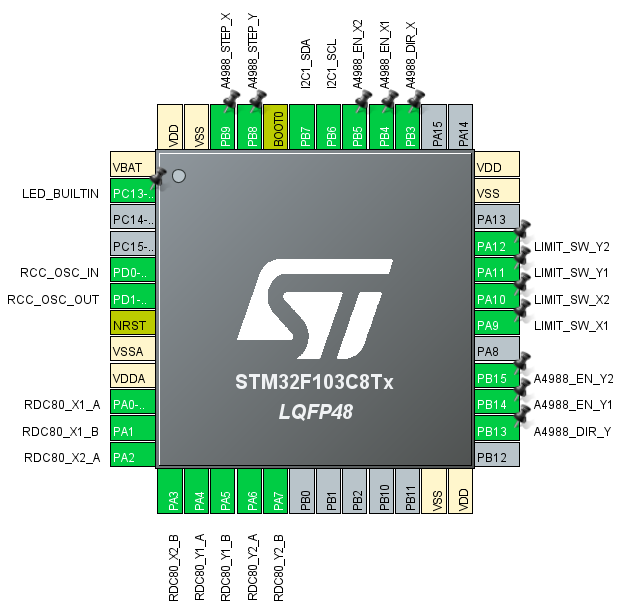 A4988_STEP_X
A4988_STEP_Y
I2C1_SDA
I2C1_SCL
A4988_EN_X2
A4988_EN_X1
A4988_DIR_X
VDD
VSS
PB9
PB8
BOOT0
PB7
PB6
PB5
PB4
PB3
PA15
PA14
VBAT
LED_BUILTIN PC13-..
PC14-..
PC15-..
RCC_OSC_IN PD0-..
RCC_OSC_OUT PD1-..
NRST
VSSA
VDDA
RDC80_X1_A PA0-..
RDC80_X1_B PA1
RDC80_X2_A PA2
STM32F103C8Tx
LQFP48
VDD
VSS
PA13
PA12 LIMIT_SW_Y2
PA11 LIMIT_SW_Y1
PA10 LIMIT_SW_X2
PA9 LIMIT_SW_X1
PA8
PB15 A4988_EN_Y2
PB14 A4988_EN_Y1
PB13 A4988_DIR_Y
PB12
PA3
PA4
PA5
PA6
PA7
PB0
PB1
PB2
PB10
PB11
VSS
VDD
RDC80_X2_B
RDC80_Y1_A
RDC80_Y1_B
RDC80_Y2_A
RDC80_Y2_B